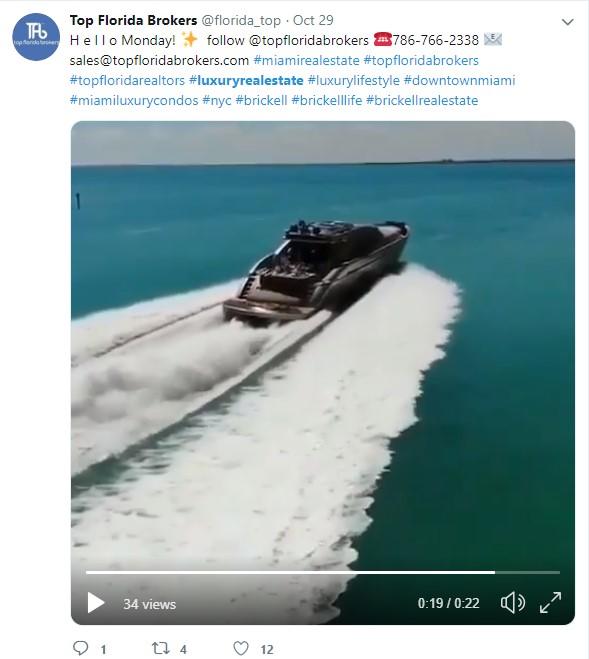 Top Florida Brokers @florida_top · Oct 29
H e l l o Monday! ✨ follow @topfloridabrokers ☎786-766-2338 📧
sales@topfloridabrokers.com #miamirealestate #topfloridabrokers
#topfloridarealtors #luxuryrealestate #luxurylifestyle #downtownmiami
#miamiluxurycondos #nyc #brickell #brickelllife #brickellrealestate
TFb
top florida brokers
34 views
0:19 / 0:22
1 4 12